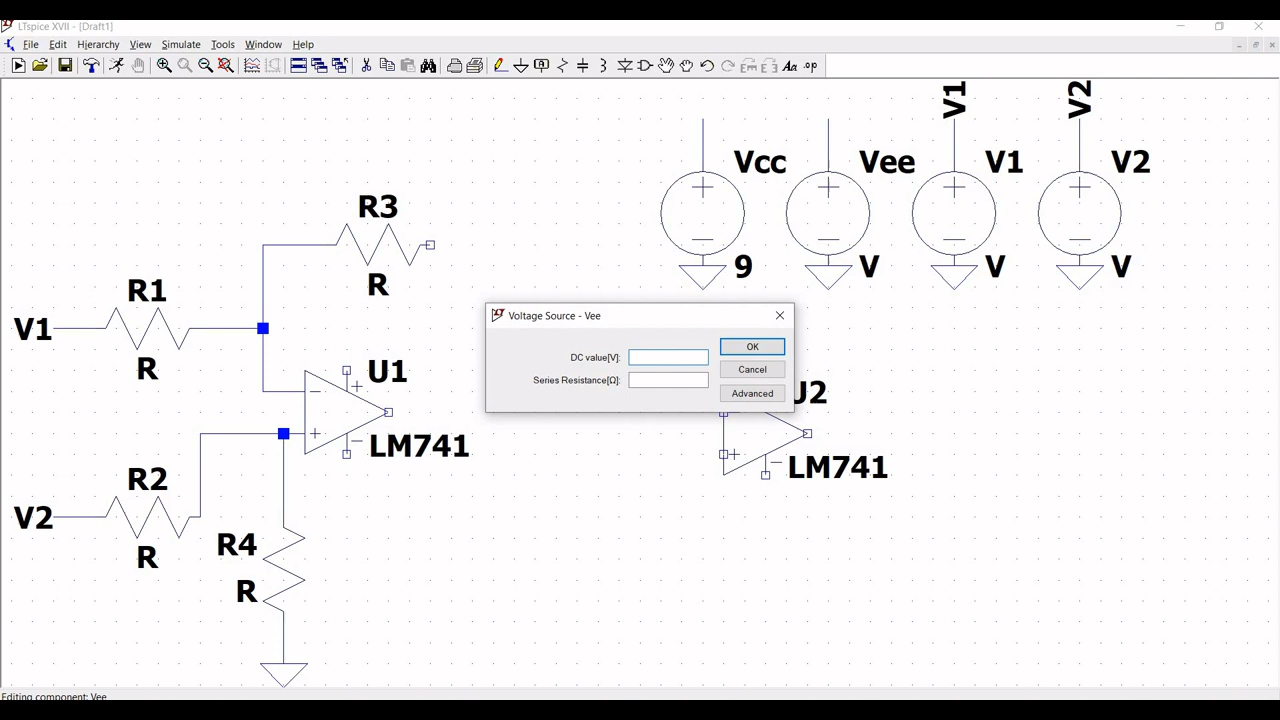 LTspice XVII - [Draft1]
File Edit Hierarchy View Simulate Tools Window Help
Aa .op
V1 V2
Vcc Vee V1 V2
9 V V V
R3
R
R1
V1
R
U1
LM741
R2
V2
R
R4
R
Voltage Source - Vee
DC value[V]:
OK
Series Resistance[Ω]:
Cancel
Advanced
U2
LM741
Editing component: Vee